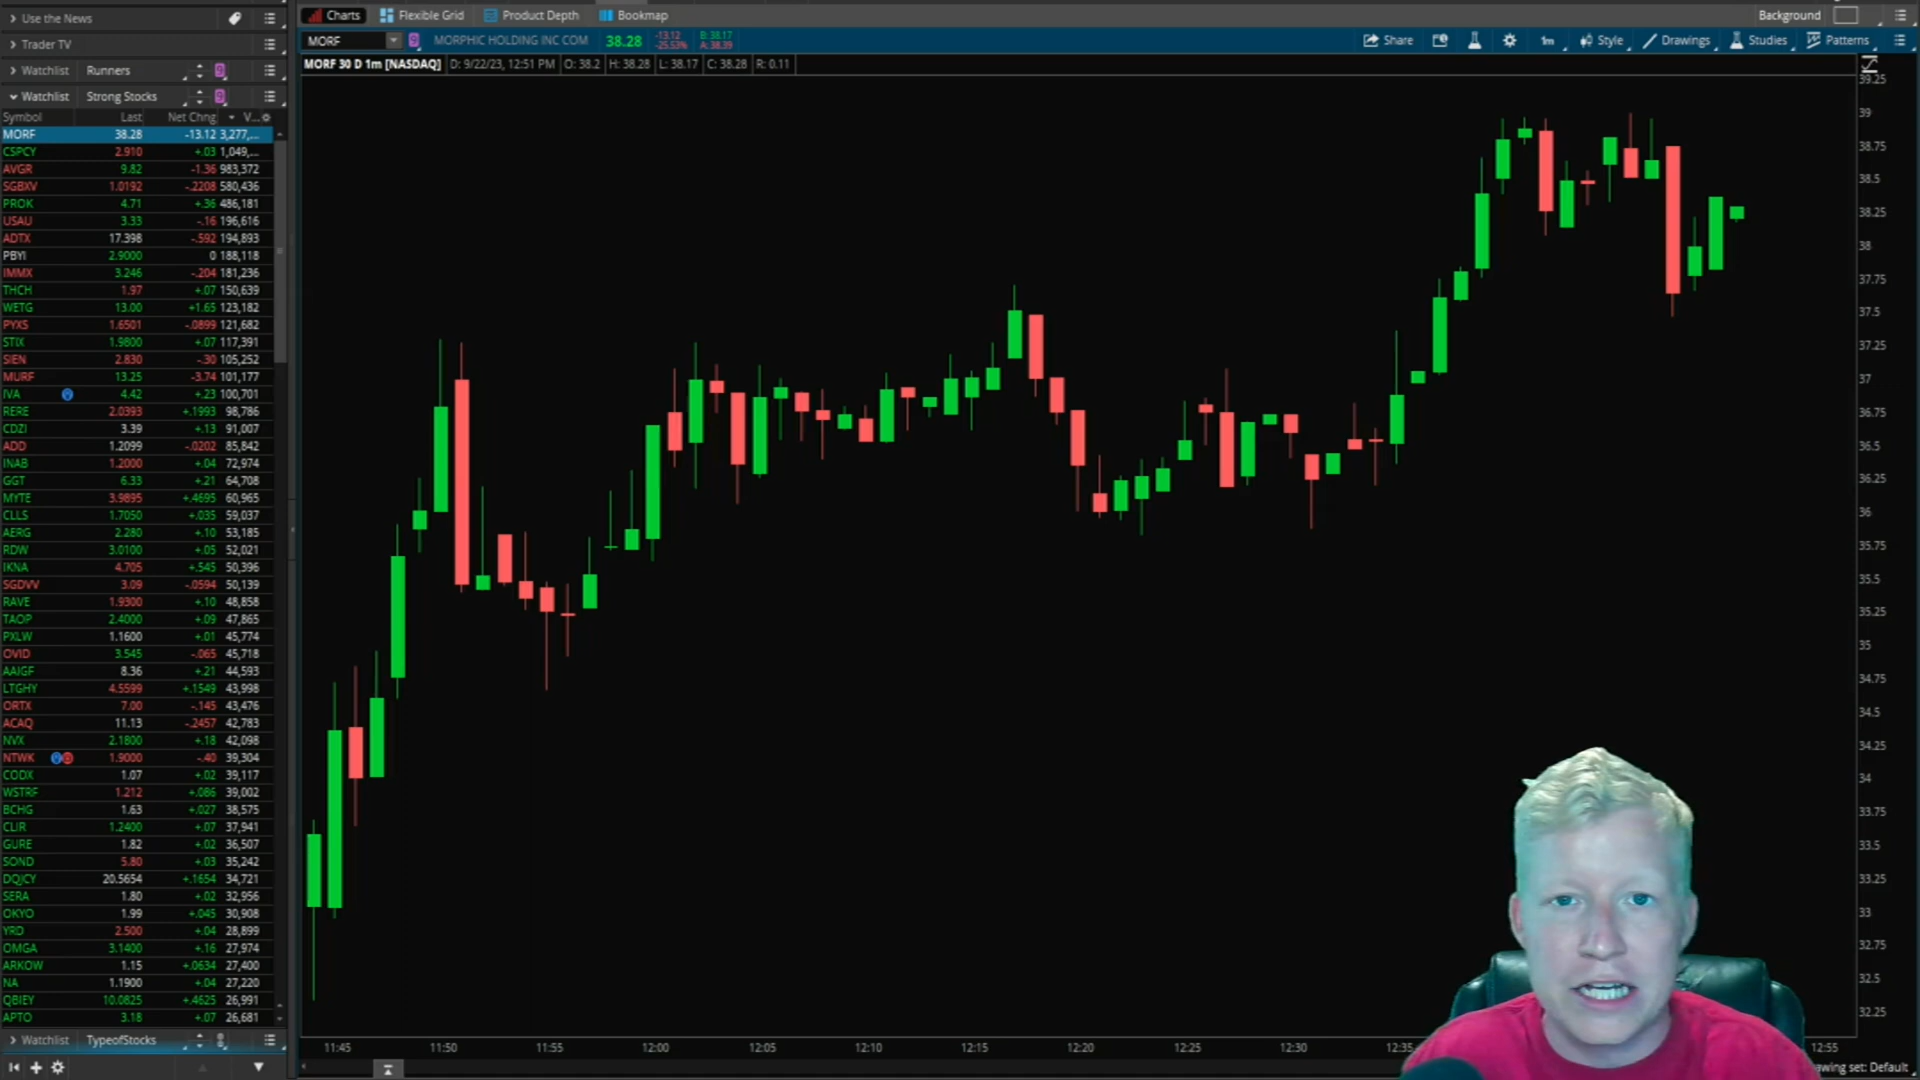 Use the News
Trader TV
Watchlist Runners
Watchlist Strong Stocks
Symbol Last Net Chng V...
MORF 38.28 -13.12 3,277,...
CSPCY 2.910 +.03 1,049,...
AVGR 9.82 -1.36 983,372
SGBXV 1.0192 -.2208 580,436
PROK 4.71 +.36 486,181
USAU 3.33 -.16 196,616
ADTX 17.398 -.592 194,893
PBYI 2.9000 0 188,118
IMMX 3.246 -.204 181,236
THCH 1.97 +.07 150,639
WETG 13.00 +1.65 123,182
PYXS 1.6501 -.0899 121,682
STIX 1.9800 +.07 117,391
SIEN 2.830 -.30 105,252
MURF 13.25 -3.74 101,177
IVA 4.42 +.23 100,701
RERE 2.0393 +.1993 98,786
CDZI 3.39 +.13 91,007
ADD 1.2099 -.0202 85,842
INAB 1.2000 +.04 72,974
GGT 6.33 +.21 64,708
MYTE 3.9895 +.4695 60,965
CLLS 1.7050 +.035 59,037
AERG 2.280 +.10 53,185
RDW 3.0100 +.05 52,021
IKNA 4.705 +.545 50,396
SGDVV 3.09 -.0594 50,139
RAVE 1.9300 +.10 48,858
TAOP 2.4000 +.09 47,865
PXLW 1.1600 +.01 45,774
OVID 3.545 -.065 45,718
AAIGF 8.36 +.21 44,593
LTGHY 4.5599 +.1549 43,998
ORTX 7.00 -.145 43,476
ACAQ 11.13 -.2457 42,783
NVX 2.1800 +.18 42,098
NTWK 1.9000 -.40 39,304
CODX 1.07 +.02 39,117
WSTRF 1.212 +.086 39,002
BCHG 1.63 +.027 38,575
CLIR 1.2400 +.07 37,941
GURE 1.82 +.02 36,507
SOND 5.80 +.03 35,242
DQJCY 20.5654 +.1654 34,721
SERA 1.80 +.02 32,956
OKYO 1.99 +.045 30,908
YRD 2.500 +.04 28,899
OMGA 3.1400 +.16 27,974
ARKOW 1.15 +.0634 27,400
NA 1.1900 +.04 27,220
QBIEY 10.0825 +.4625 26,991
APTO 3.18 +.07 26,681
Watchlist TypeofStocks
Charts Flexible Grid Product Depth Bookmap Background
MORF 9 MORPHIC HOLDING INC COM 38.28 -13.12 B: 38.17
-25.53% A: 38.39
Share 1m Style Drawings Studies Patterns
MORF 30 D 1m [NASDAQ] D: 9/22/23, 12:51 PM O: 38.2 H: 38.28 L: 38.17 C: 38.28 R: 0.11
39.25
39
38.75
38.5
38.25
38
37.75
37.5
37.25
37
36.75
36.5
36.25
36
35.75
35.5
35.25
35
34.75
34.5
34.25
34
33.75
33.5
33.25
33
32.75
32.5
32.25
11:45 11:50 11:55 12:00 12:05 12:10 12:15 12:20 12:25 12:30 12:35 12:55
awing set: Default